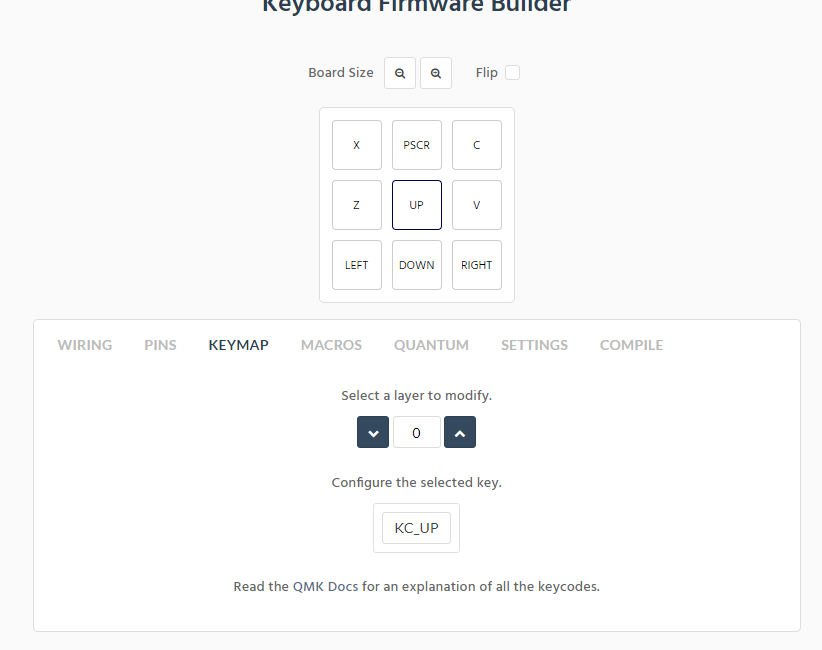 Keyboard Firmware Builder
Board Size Flip
X PSCR C
Z UP V
LEFT DOWN RIGHT
WIRING PINS KEYMAP MACROS QUANTUM SETTINGS COMPILE
Select a layer to modify.
0
Configure the selected key.
KC_UP
Read the QMK Docs for an explanation of all the keycodes.